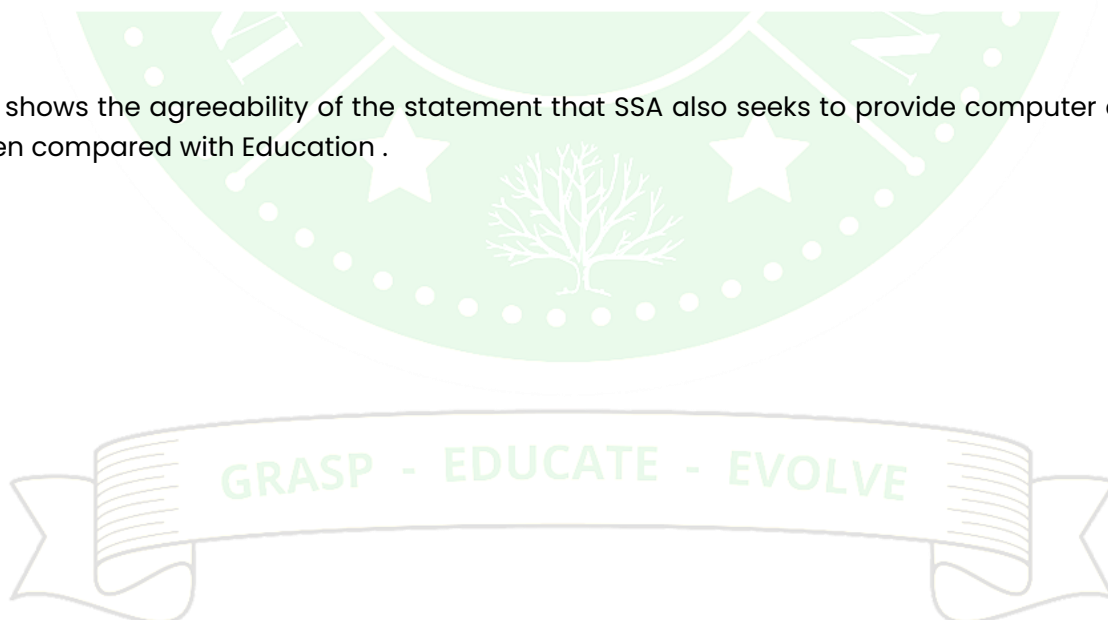 shows the agreeability of the statement that SSA also seeks to provide computer
compared with Education .
GRASP - EDUCATE - EVOLVE